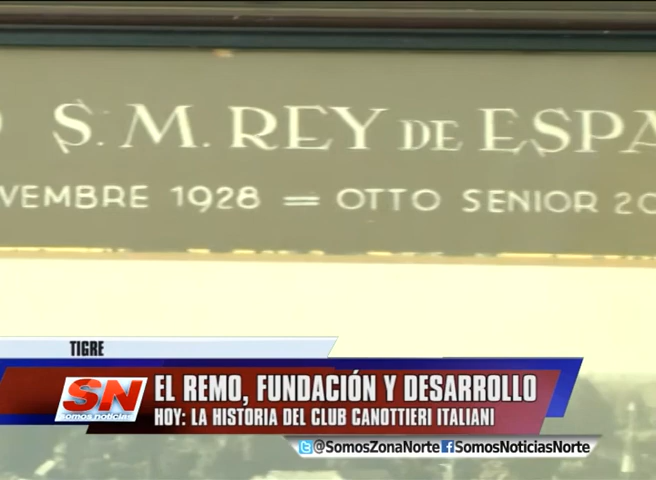 S. M. REY DE ESPA
VEMBRE 1928 = OTTO SENIOR 20
TIGRE
SN
somos noticias
EL REMO, FUNDACIÓN Y DESARROLLO
HOY: LA HISTORIA DEL CLUB CANOTTIERI ITALIANI
@SomosZonaNorte SomosNoticiasNorte